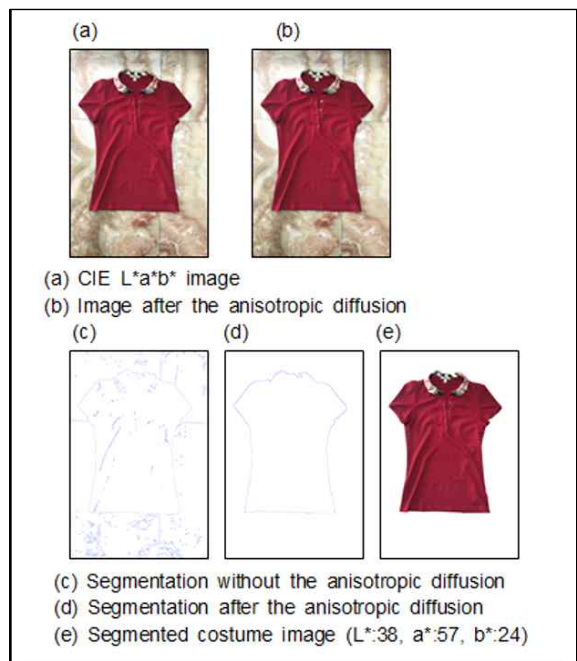 (a) (b)
(a) CIE L*a*b* image
(b) Image after the anisotropic diffusion
(c) (d) (e)
(c) Segmentation without the anisotropic diffusion
(d) Segmentation after the anisotropic diffusion
(e) Segmented costume image (L*:38, a*:57, b*:24)